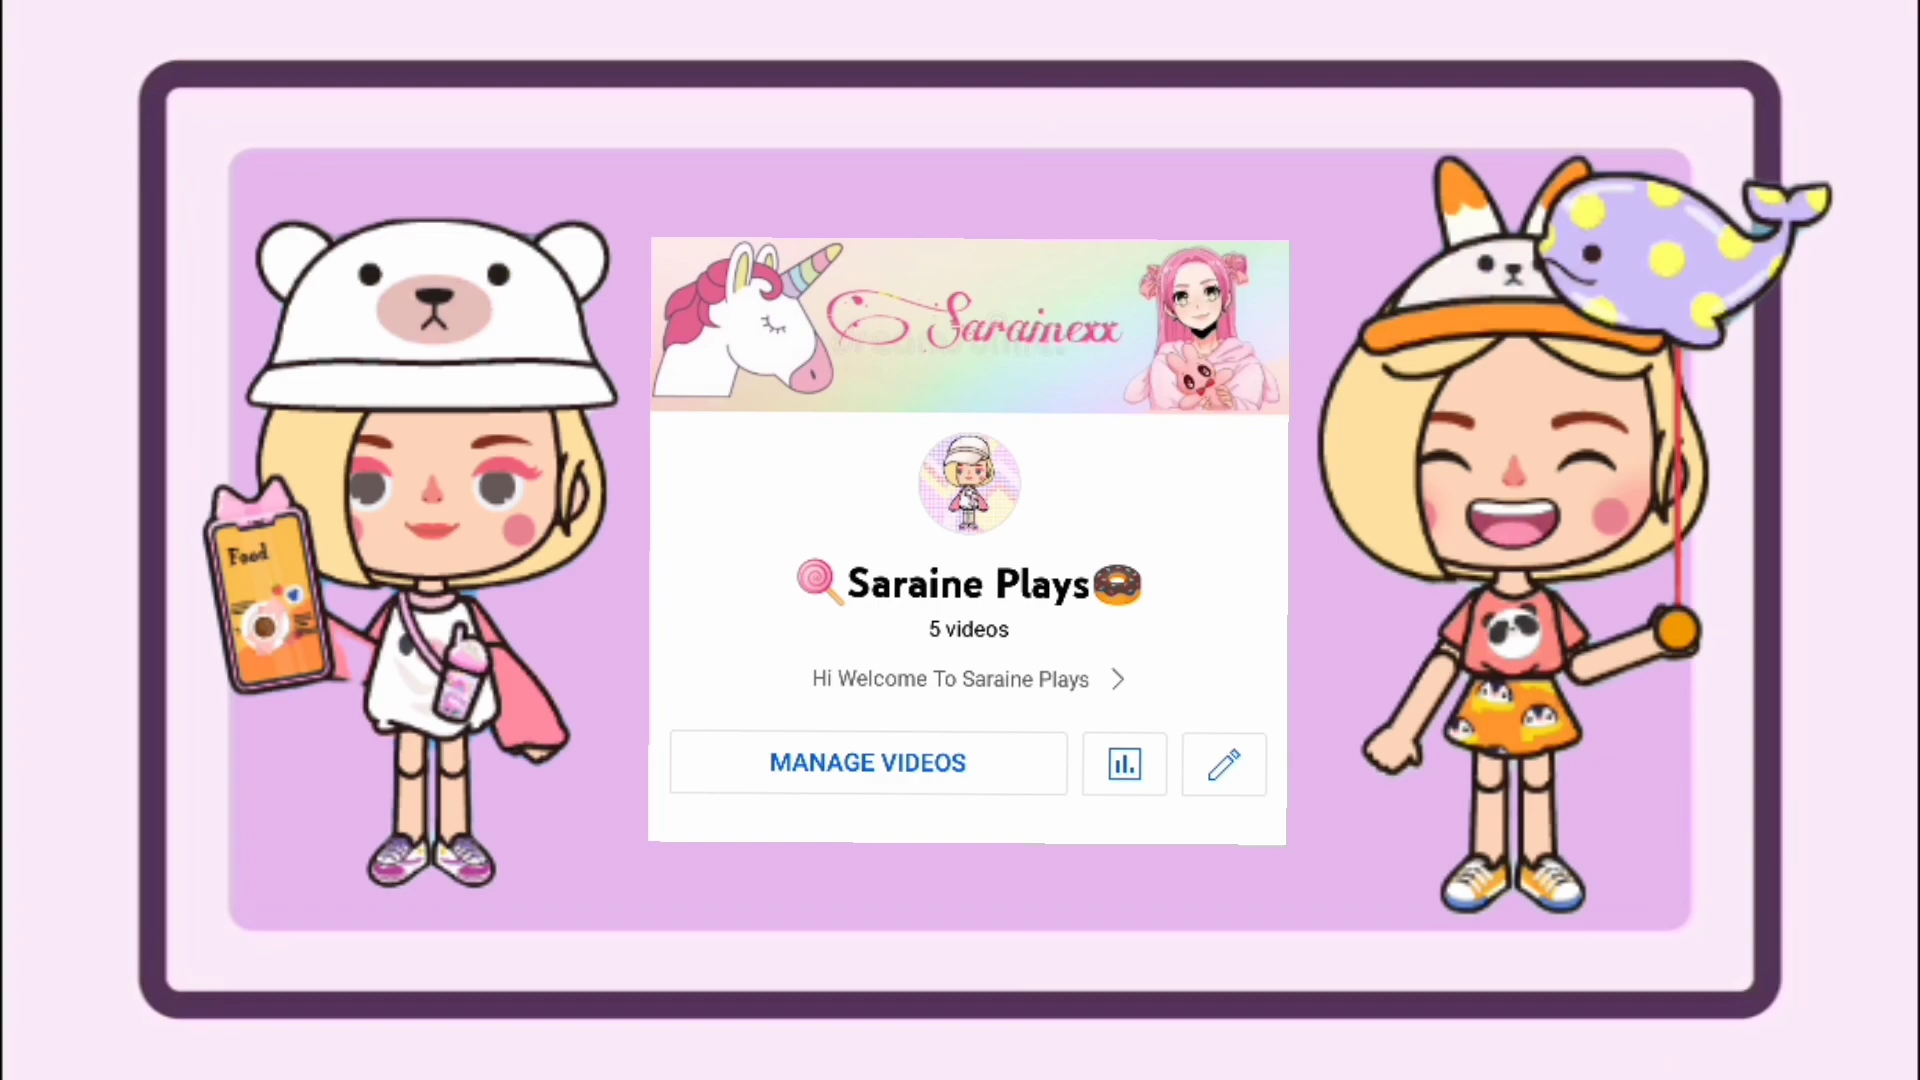 Sarainexx
Food
🍭Saraine Plays🍩
5 videos
Hi Welcome To Saraine Plays
MANAGE VIDEOS